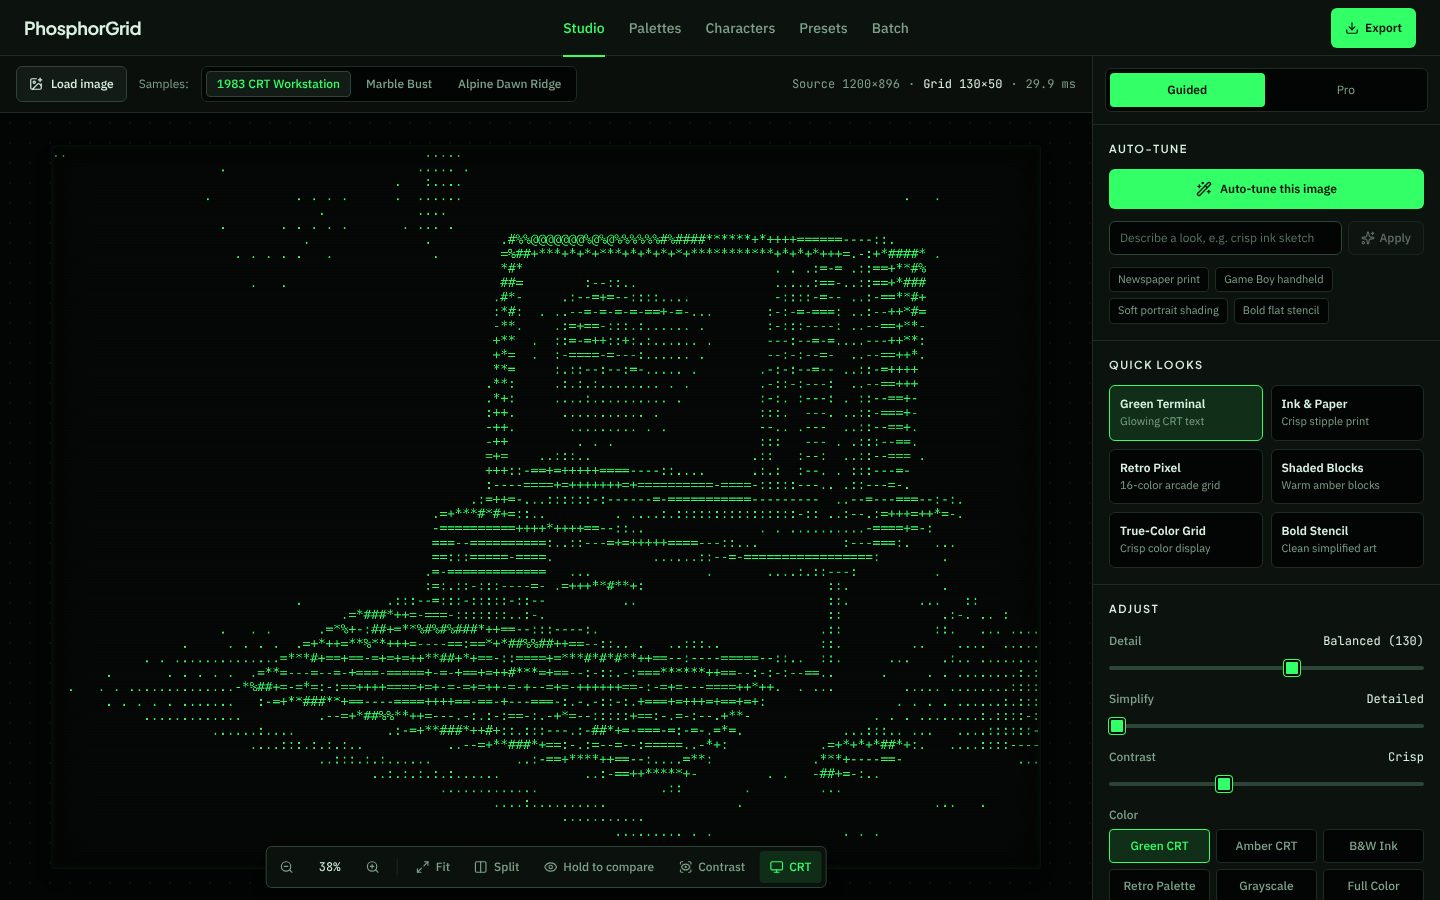 PhosphorGrid
Studio
Palettes
Characters
Presets
Batch
Export
Load image
Samples:
1983 CRT Workstation
Marble Bust
Alpine Dawn Ridge
Source 1200×896 · Grid 130×50 · 29.9 ms
Guided
Pro
AUTO-TUNE
Auto-tune this image
Describe a look, e.g. crisp ink sketch
Apply
Newspaper print
Game Boy handheld
Soft portrait shading
Bold flat stencil
QUICK LOOKS
Green Terminal
Glowing CRT text
Ink & Paper
Crisp stipple print
Retro Pixel
16-color arcade grid
Shaded Blocks
Warm amber blocks
True-Color Grid
Crisp color display
Bold Stencil
Clean simplified art
ADJUST
Detail
Balanced (130)
Simplify
Detailed
Contrast
Crisp
Color
Green CRT
Amber CRT
B&W Ink
Retro Palette
Grayscale
Full Color
38%
Fit
Split
Hold to compare
Contrast
CRT